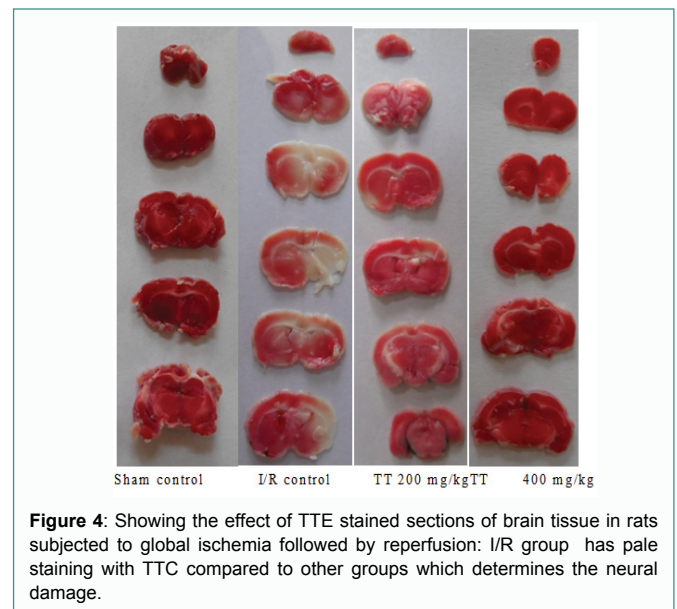 Sham control I/R control TT 200 mg/kgTT 400 mg/kg
Figure 4: Showing the effect of TTE stained sections of brain tissue in rats
subjected to global ischemia followed by reperfusion: I/R group has pale
staining with TTC compared to other groups which determines the neural
damage.